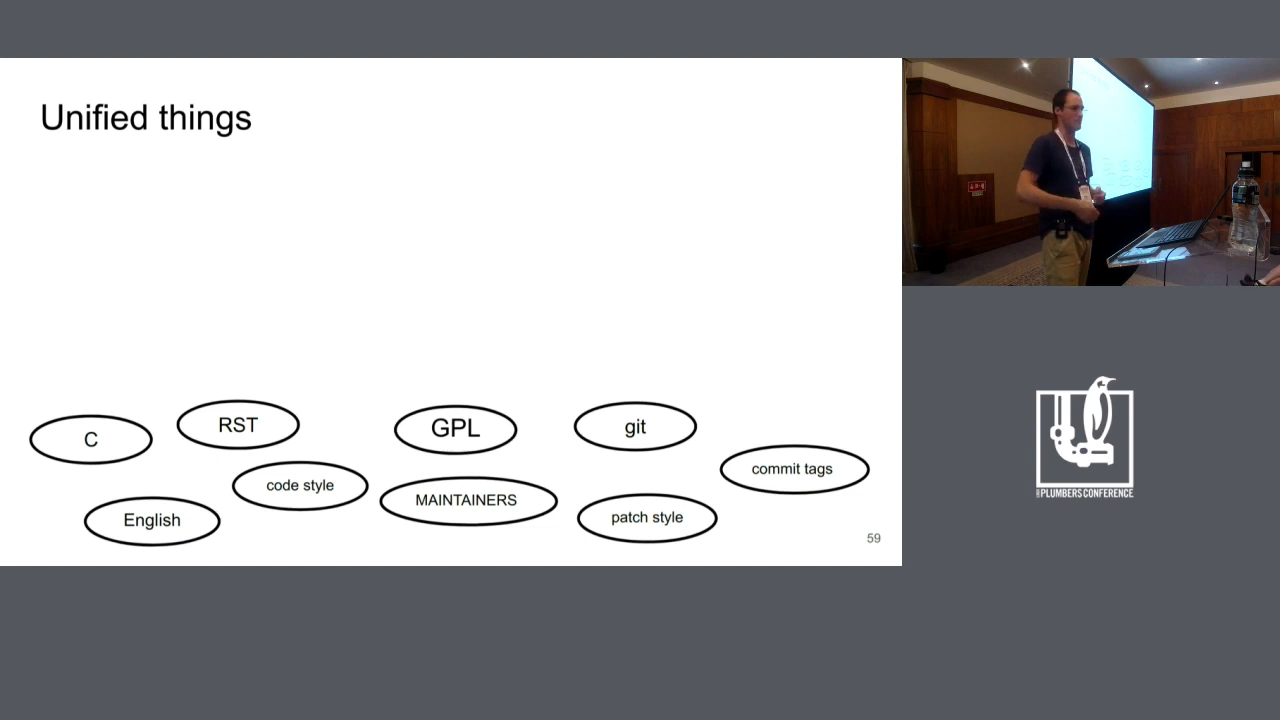 Unified things
C
RST
GPL
git
commit tags
code style
MAINTAINERS
patch style
English
59
PLUMBERS CONFERENCE